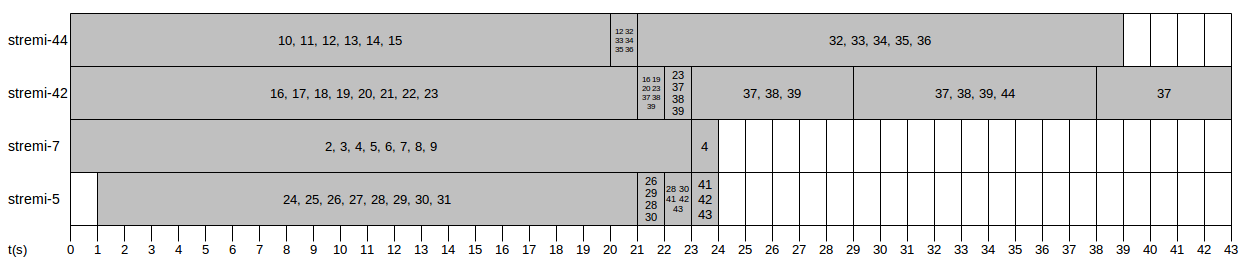 stremi-44
10, 11, 12, 13, 14, 15
12 32
33 34
35 36
32, 33, 34, 35, 36
stremi-42
16, 17, 18, 19, 20, 21, 22, 23
16 19
20 23
37 38
39
23
37
38
39
37, 38, 39
37, 38, 39, 44
37
stremi-7
2, 3, 4, 5, 6, 7, 8, 9
4
stremi-5
24, 25, 26, 27, 28, 29, 30, 31
26
29
28
30
28 30
41 42
43
41
42
43
t(s) 0 1 2 3 4 5 6 7 8 9 10 11 12 13 14 15 16 17 18 19 20 21 22 23 24 25 26 27 28 29 30 31 32 33 34 35 36 37 38 39 40 41 42 43